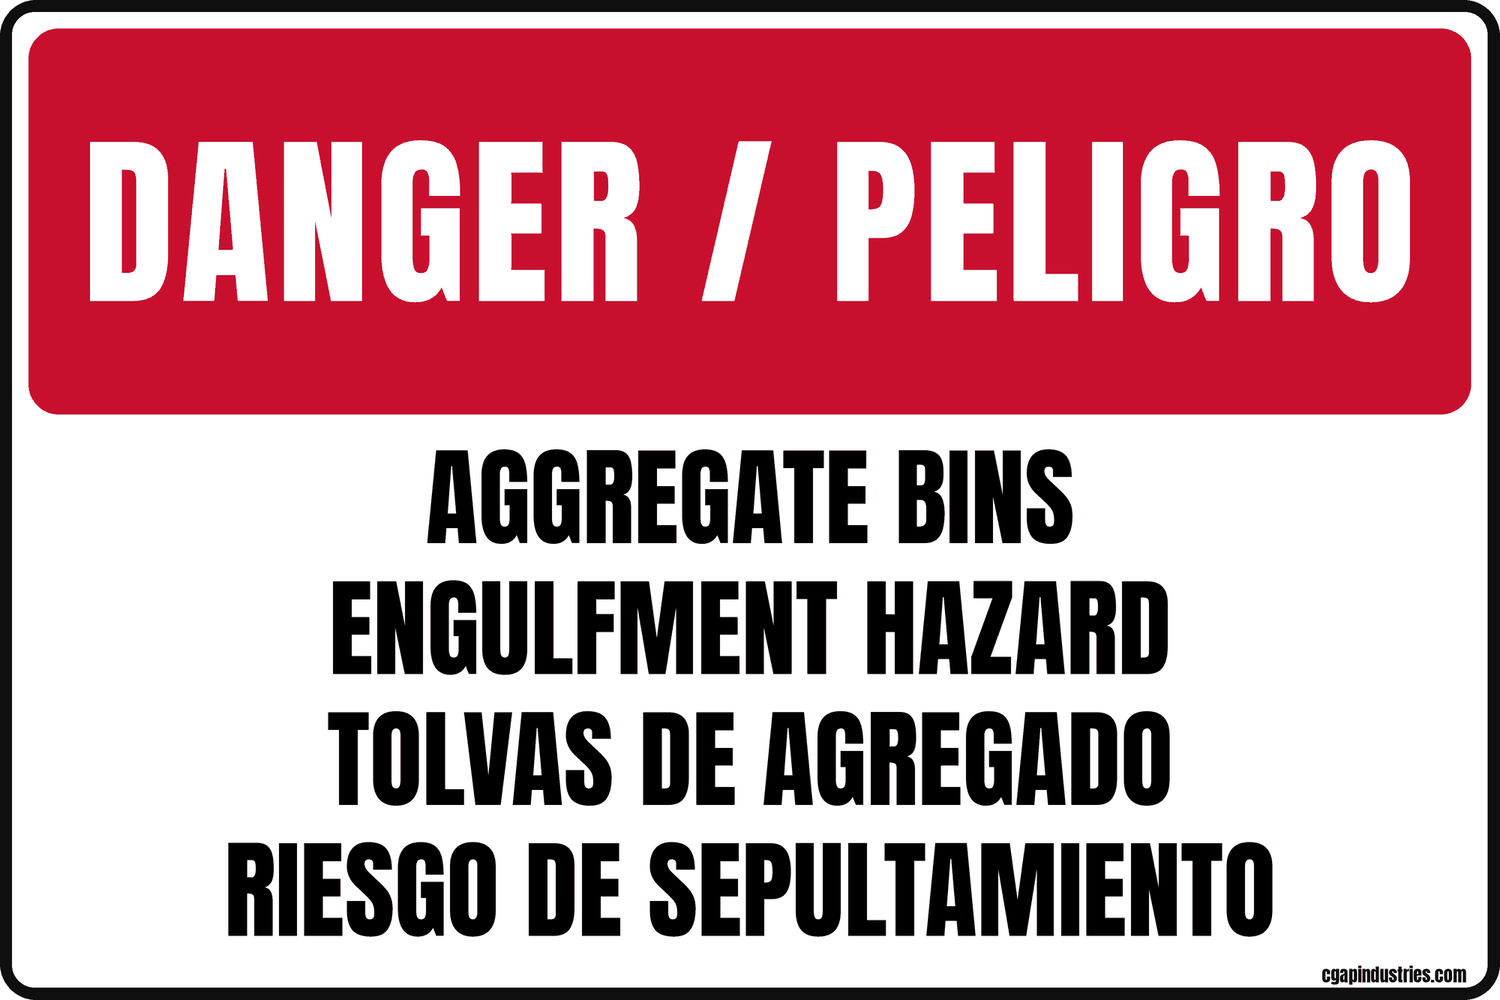 DANGER / PELIGRO
AGGREGATE BINS
ENGULFMENT HAZARD
TOLVAS DE AGREGADO
RIESGO DE SEPULTAMIENTO
cgapindustries.com